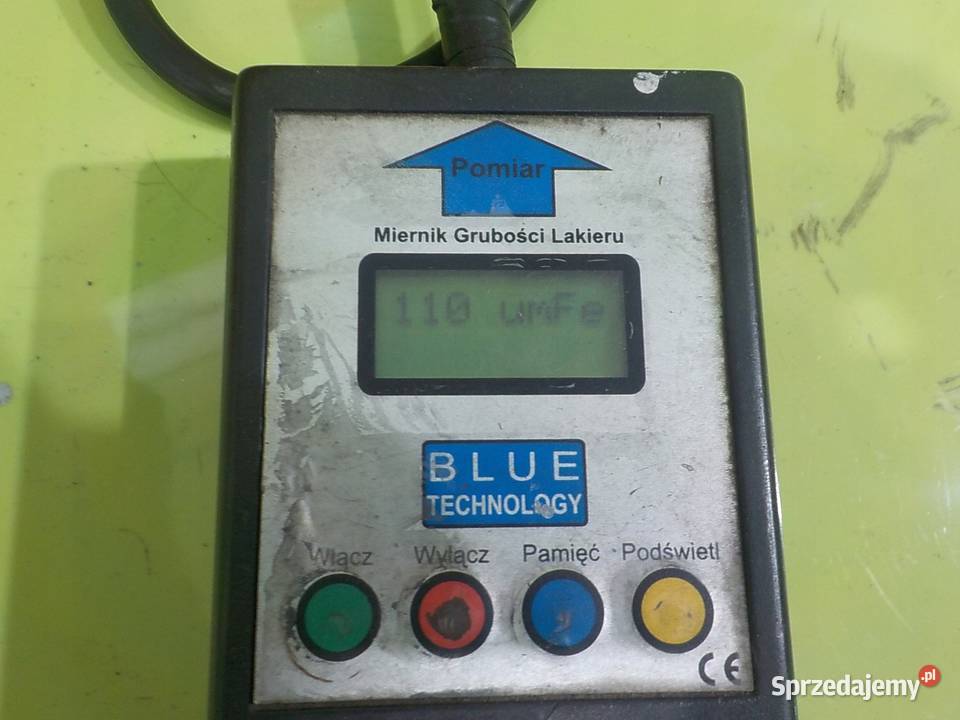 Pomiar
Miernik Grubości Lakieru
110 umFe
BLUE
TECHNOLOGY
Włącz Wyłącz Pamięć Podświetl
CE
Sprzedajemy.pl